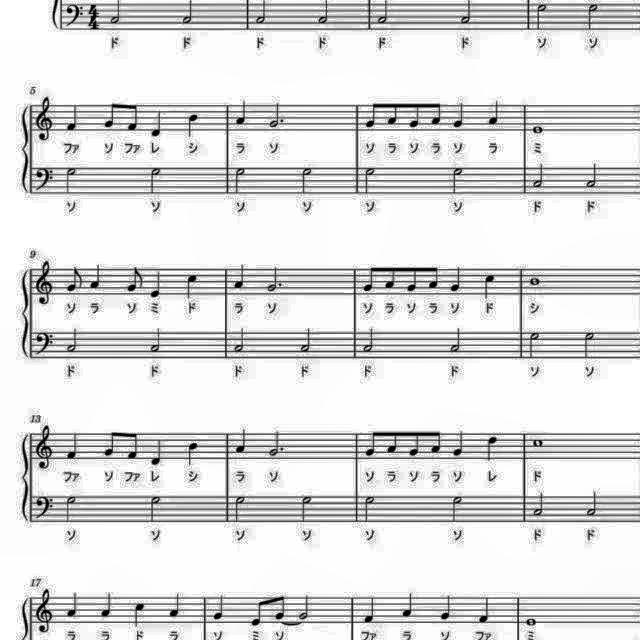 4
4
ド ド ド ド ド ド ソ ソ
5
ファ ソ ファ レ シ ラ ソ ソ ラ ソ ラ ソ ラ ミ
ソ ソ ソ ソ ソ ソ ド ド
9
ソ ラ ソ ミ ド ラ ソ ソ ラ ソ ラ ソ ド シ
ド ド ド ド ド ド ソ ソ
13
ファ ソ ファ レ シ ラ ソ ソ ラ ソ ラ ソ レ ド
ソ ソ ソ ソ ソ ソ ド ド
17
ラ ラ ド ラ ソ ミ ソ ファ ラ ソ ファ ミ